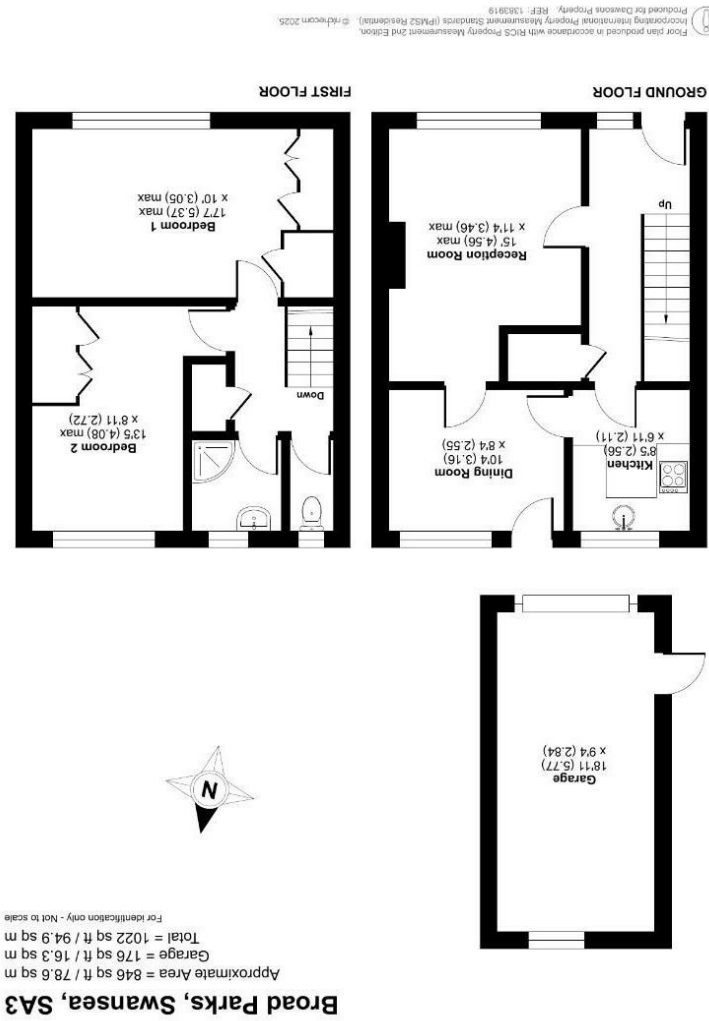 Broad Parks, Swansea, SA3
Approximate Area = 846 sq ft / 78.6 sq m
Garage = 176 sq ft / 16.3 sq m
Total = 1022 sq ft / 94.9 sq m
For identification only - Not to scale
N
Garage
18'11 (5.77)
x 9'4 (2.84)
Kitchen
8'5 (2.56)
x 6'11 (2.11)
Dining Room
10'4 (3.16)
x 8'4 (2.55)
Up
Reception Room
15' (4.56) max
x 11'4 (3.46) max
GROUND FLOOR
Down
Bedroom 2
13'5 (4.08) max
x 8'11 (2.72)
Bedroom 1
17'7 (5.37) max
x 10' (3.05) max
FIRST FLOOR
Floor plan produced in accordance with RICS Property Measurement 2nd Edition,
Incorporating International Property Measurement Standards (IPMS2 Residential). © nichecom 2025.
Produced for Dawsons Property. REF: 1383919